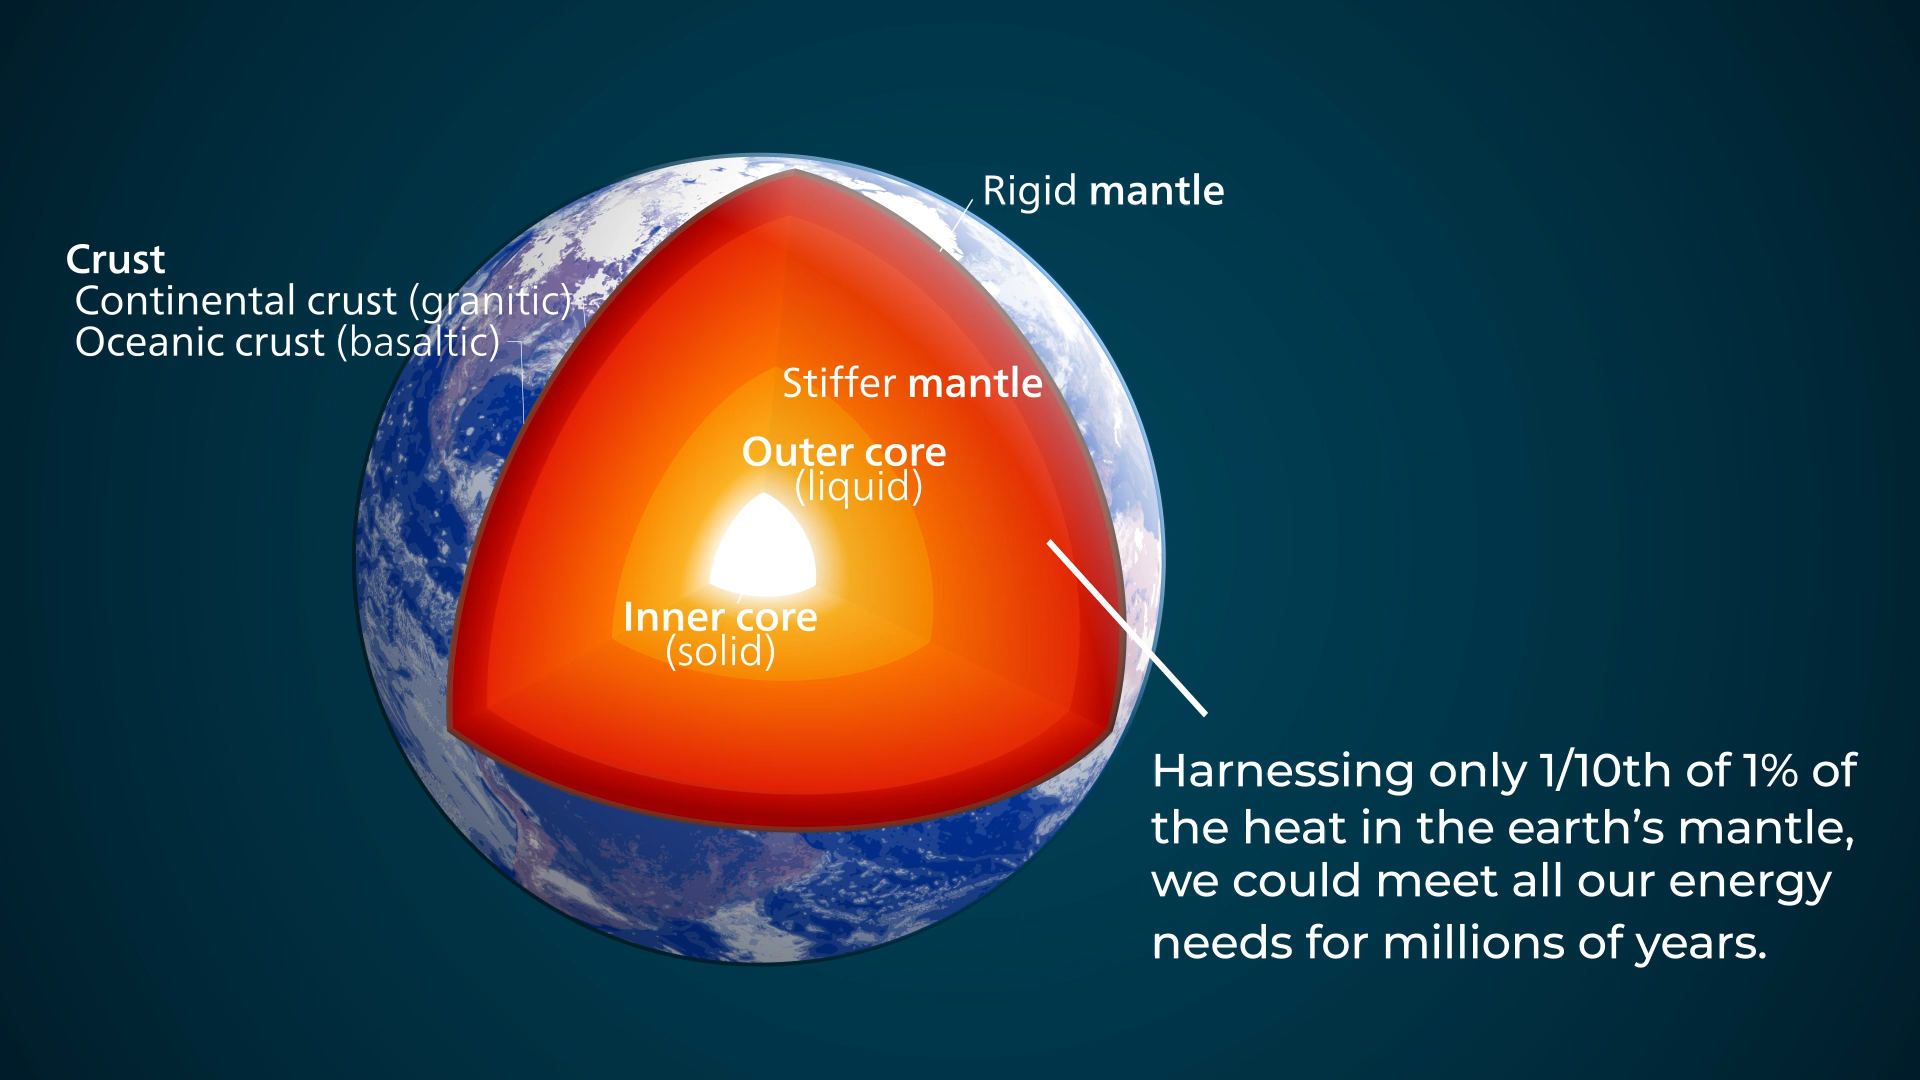 Rigid mantle
Crust
Continental crust (granitic)
Oceanic crust (basaltic)
Stiffer mantle
Outer core
(liquid)
Inner core
(solid)
Harnessing only 1/10th of 1% of
the heat in the earth’s mantle,
we could meet all our energy
needs for millions of years.